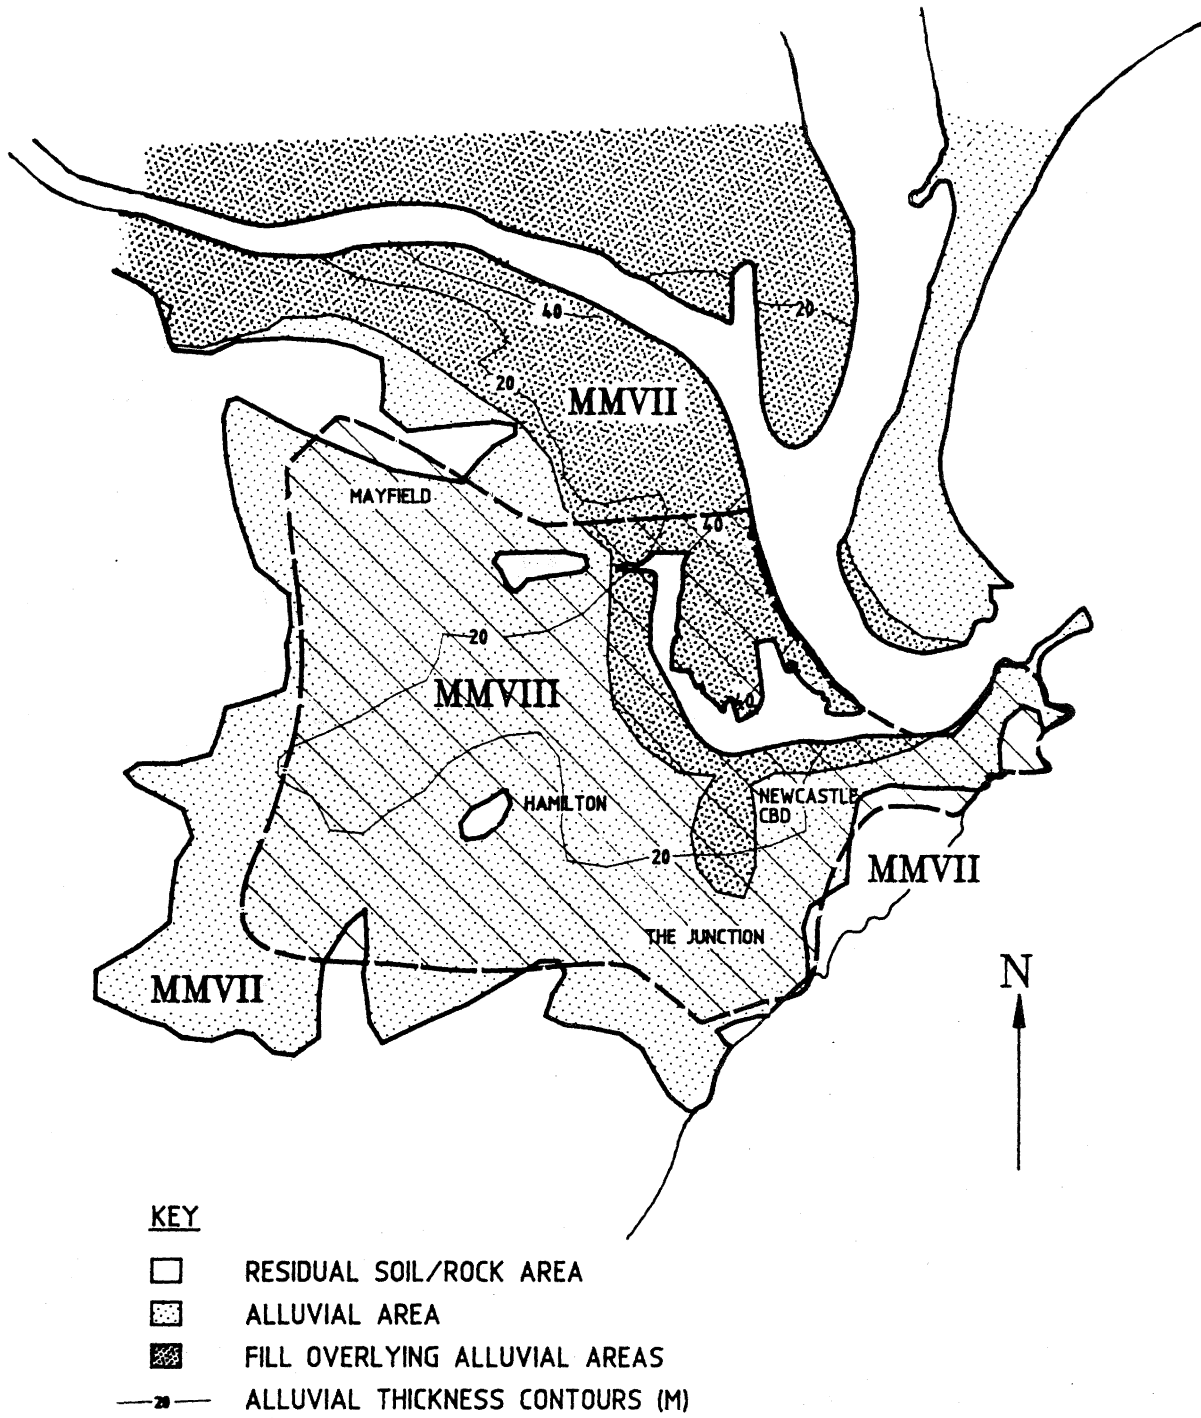 40
20
20
MMVII
MAYFIELD
40
20
MMVIII
40
HAMILTON
NEWCASTLE
CBD
20
MMVII
THE JUNCTION
MMVII
N
KEY
RESIDUAL SOIL/ROCK AREA
ALLUVIAL AREA
FILL OVERLYING ALLUVIAL AREAS
20 ALLUVIAL THICKNESS CONTOURS (M)